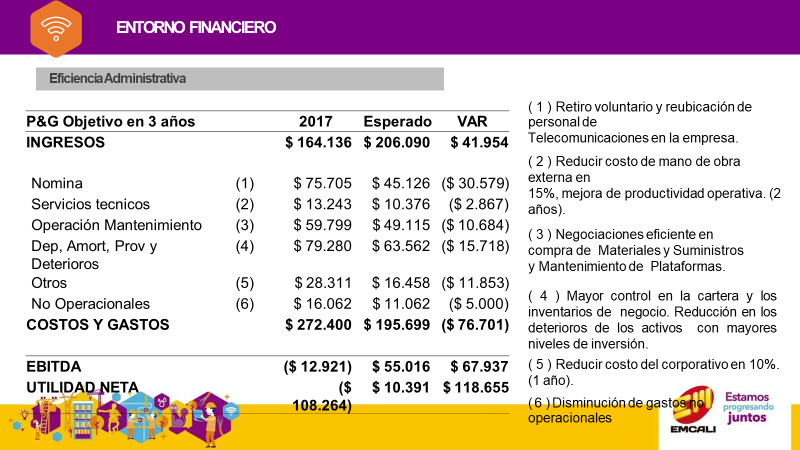 ENTORNO FINANCIERO
Eficiencia Administrativa
P&G Objetivo en 3 años 2017 Esperado VAR
INGRESOS $ 164.136 $ 206.090 $ 41.954
Nomina (1) $ 75.705 $ 45.126 ($ 30.579)
Servicios tecnicos (2) $ 13.243 $ 10.376 ($ 2.867)
Operación Mantenimiento (3) $ 59.799 $ 49.115 ($ 10.684)
Dep, Amort, Prov y (4) $ 79.280 $ 63.562 ($ 15.718)
Deterioros
Otros (5) $ 28.311 $ 16.458 ($ 11.853)
No Operacionales (6) $ 16.062 $ 11.062 ($ 5.000)
COSTOS Y GASTOS $ 272.400 $ 195.699 ($ 76.701)
EBITDA ($ 12.921) $ 55.016 $ 67.937
UTILIDAD NETA ($ $ 10.391 $ 118.655
108.264)
( 1 ) Retiro voluntario y reubicación de
personal de
Telecomunicaciones en la empresa.
( 2 ) Reducir costo de mano de obra
externa en
15%, mejora de productividad operativa. (2
años).
( 3 ) Negociaciones eficiente en
compra de Materiales y Suministros
y Mantenimiento de Plataformas.
( 4 ) Mayor control en la cartera y los
inventarios de negocio. Reducción en los
deterioros de los activos con mayores
niveles de inversión.
( 5 ) Reducir costo del corporativo en 10%.
(1 año).
( 6 ) Disminución de gastos no
operacionales
EMCALI
Estamos
progresando
juntos